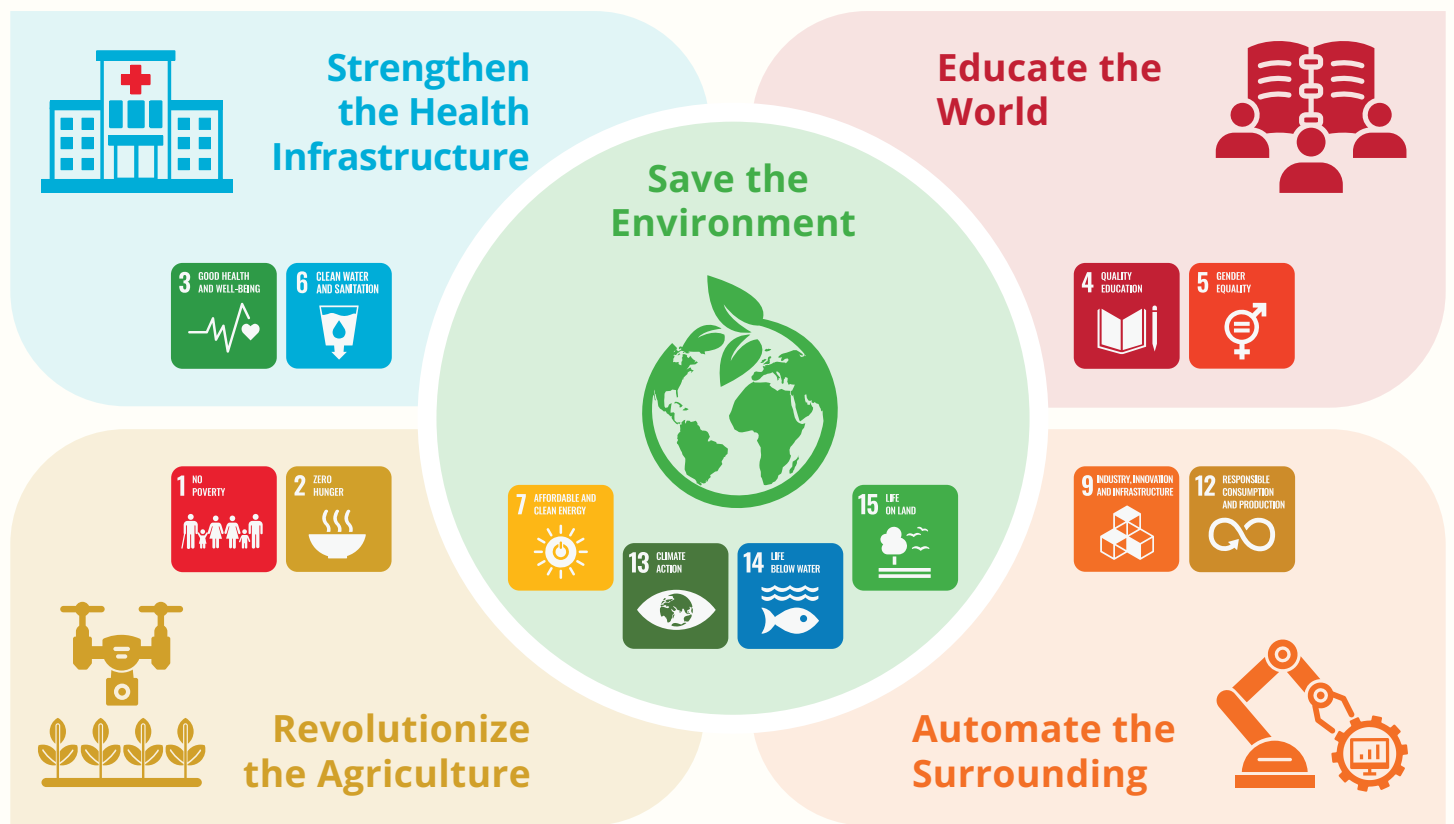 Strengthen
the Health
Infrastructure
3 GOOD HEALTH
AND WELL-BEING
6 CLEAN WATER
AND SANITATION
Educate the
World
4 QUALITY
EDUCATION
5 GENDER
EQUALITY
Save the
Environment
7 AFFORDABLE AND
CLEAN ENERGY
13 CLIMATE
ACTION
14 LIFE
BELOW WATER
15 LIFE
ON LAND
1 NO
POVERTY
2 ZERO
HUNGER
Revolutionize
the Agriculture
9 INDUSTRY, INNOVATION
AND INFRASTRUCTURE
12 RESPONSIBLE
CONSUMPTION
AND PRODUCTION
Automate the
Surrounding